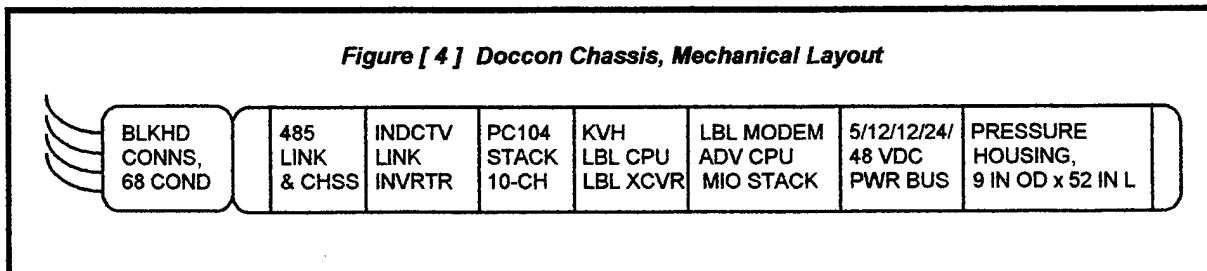 Figure [ 4 ] Doccon Chassis, Mechanical Layout
BLKHD
CONNS,
68 COND
485
LINK
& CHSS
INDCTV
LINK
INVRTR
PC104
STACK
10-CH
KVH
LBL CPU
LBL XCVR
LBL MODEM
ADV CPU
MIO STACK
5/12/12/24/
48 VDC
PWR BUS
PRESSURE
HOUSING,
9 IN OD x 52 IN L